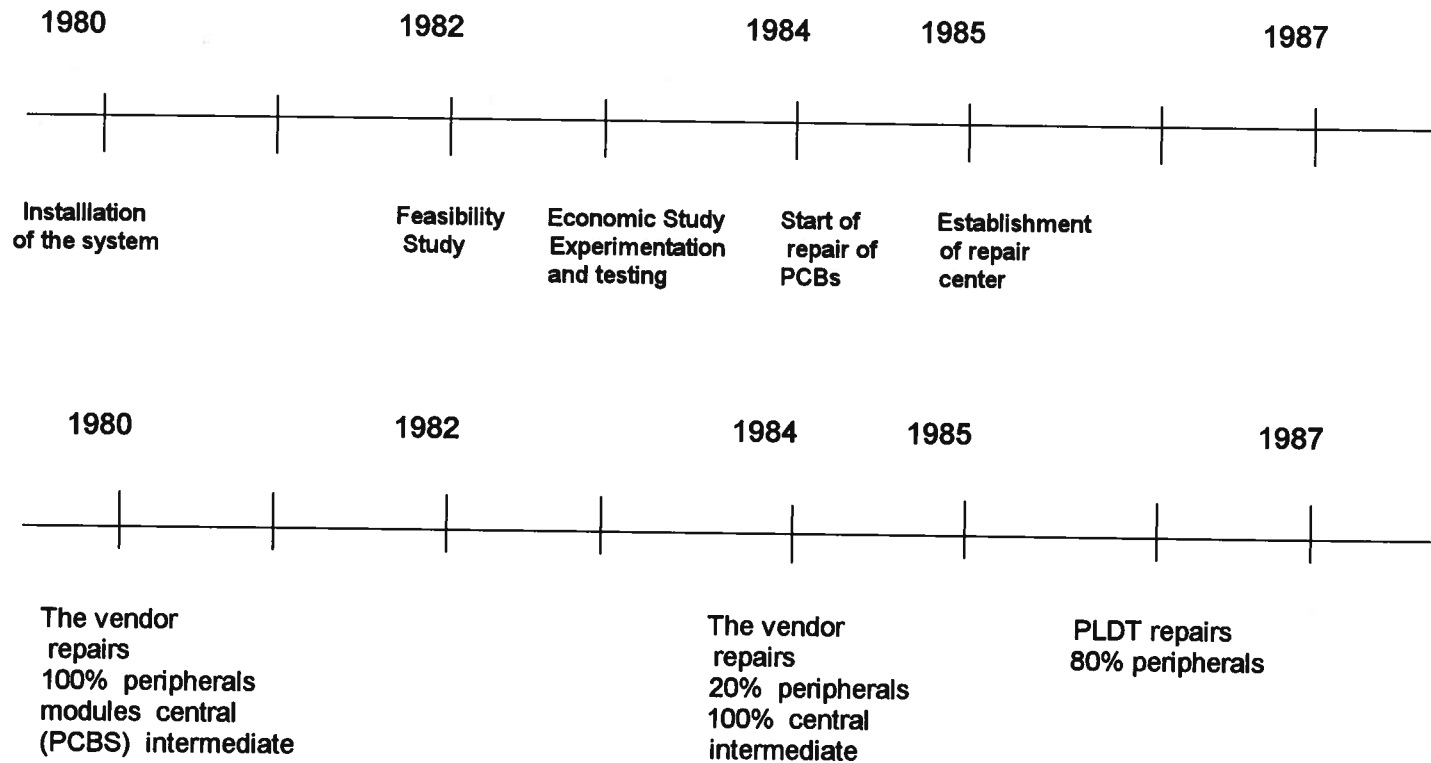 1980 1982 1984 1985 1987
Installlation
of the system
Feasibility
Study
Economic Study
Experimentation
and testing
Start of
repair of
PCBs
Establishment
of repair
center
1980 1982 1984 1985 1987
The vendor
repairs
100% peripherals
modules central
(PCBS) intermediate
The vendor
repairs
20% peripherals
100% central
intermediate
PLDT repairs
80% peripherals